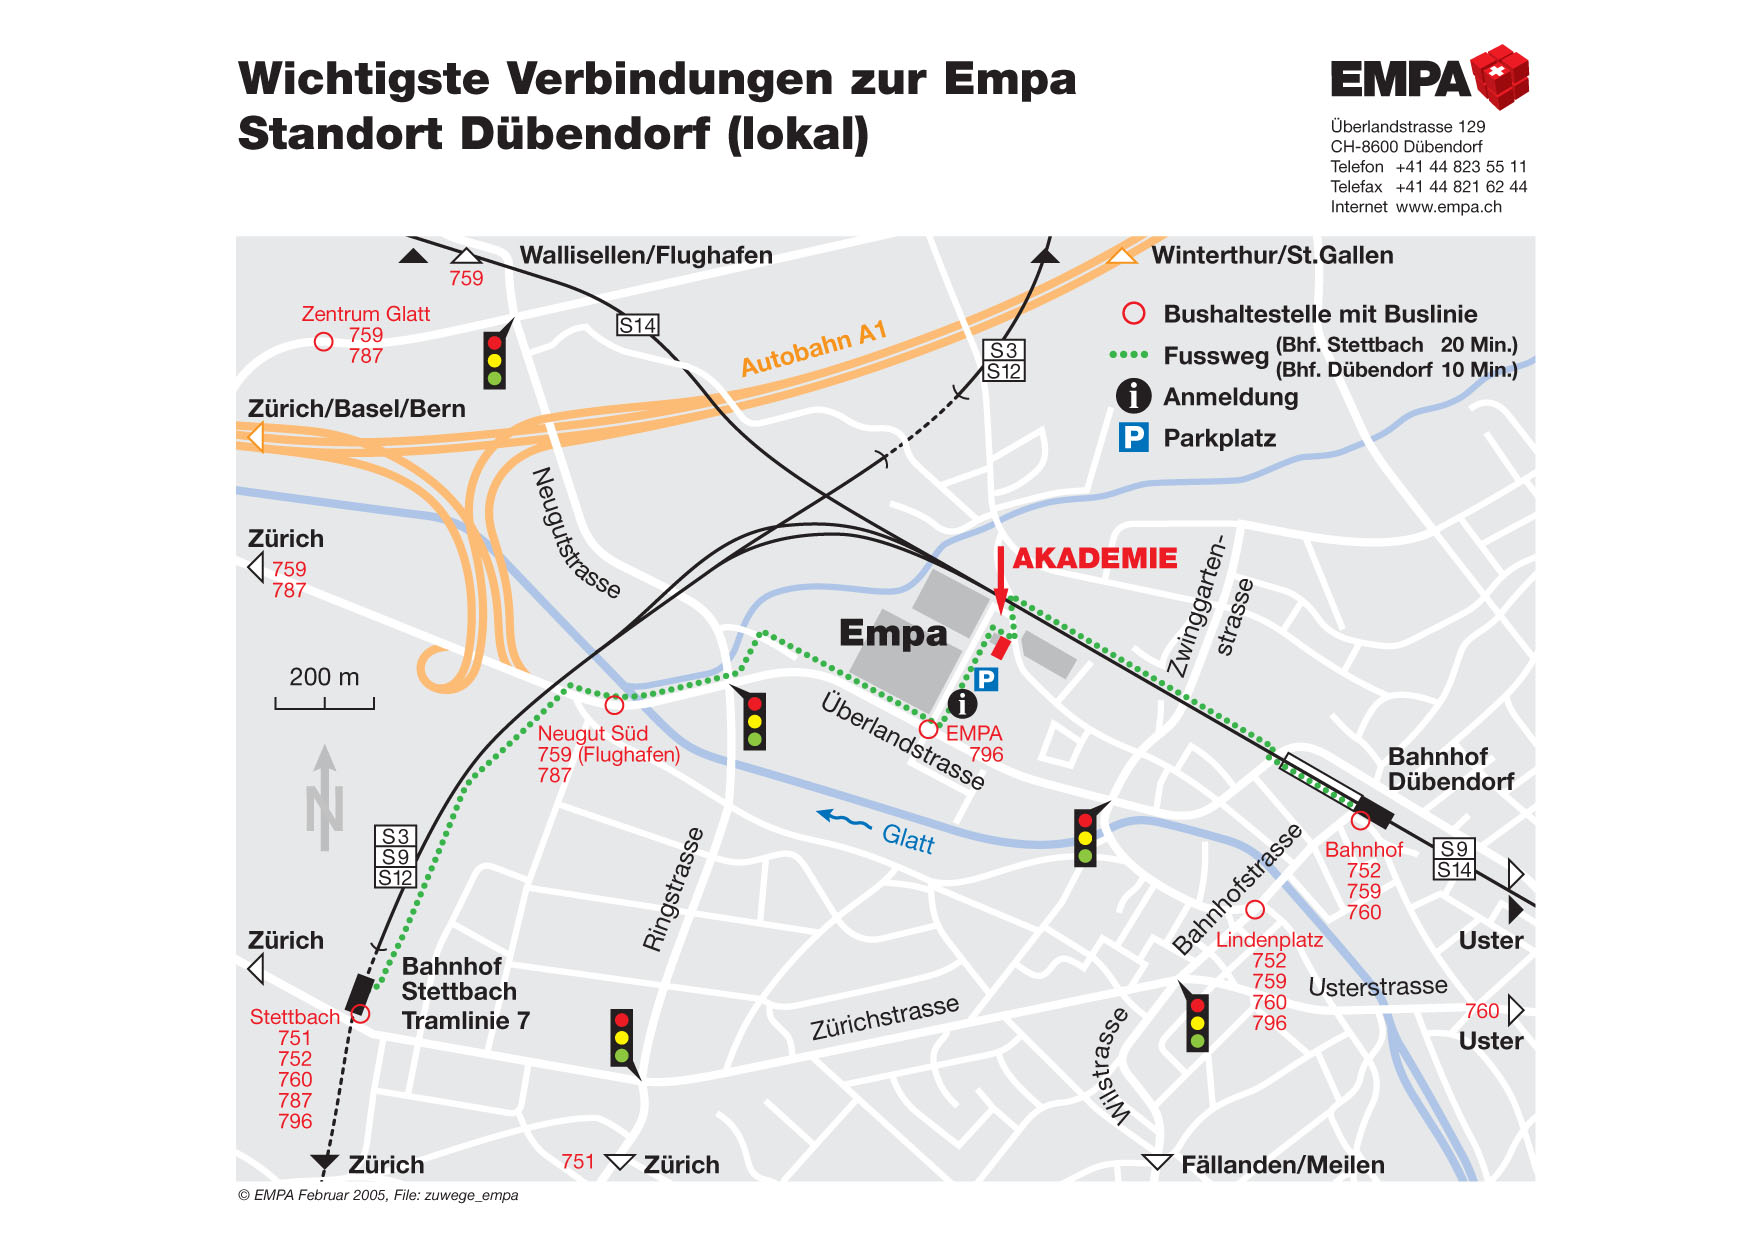 Wichtigste Verbindungen zur Empa
Standort Dübendorf (lokal)
EMPA
Überlandstrasse 129
CH-8600 Dübendorf
Telefon +41 44 823 55 11
Telefax +41 44 821 62 44
Internet www.empa.ch
Wallisellen/Flughafen
759
Winterthur/St.Gallen
Zentrum Glatt
759
787
S14
Autobahn A1
S3
S12
Bushaltestelle mit Buslinie
Fussweg (Bhf. Stettbach 20 Min.)
(Bhf. Dübendorf 10 Min.)
i Anmeldung
P Parkplatz
Zürich/Basel/Bern
Neugutstrasse
Zürich
759
787
AKADEMIE
Zwinggarten-
strasse
Empa
200 m
P
i
Überlandstrasse
EMPA
796
Neugut Süd
759 (Flughafen)
787
N
Bahnhof
Dübendorf
Glatt
S3
S9
S12
Ringstrasse
Bahnhofstrasse
Bahnhof
752
759
760
S9
S14
Uster
Lindenplatz
752
759
760
796
Usterstrasse
760
Uster
Zürich
Bahnhof
Stettbach
Tramlinie 7
Stettbach
751
752
760
787
796
Zürichstrasse
Wilstrasse
Zürich
751
Zürich
Fällanden/Meilen
© EMPA Februar 2005, File: zuwege_empa